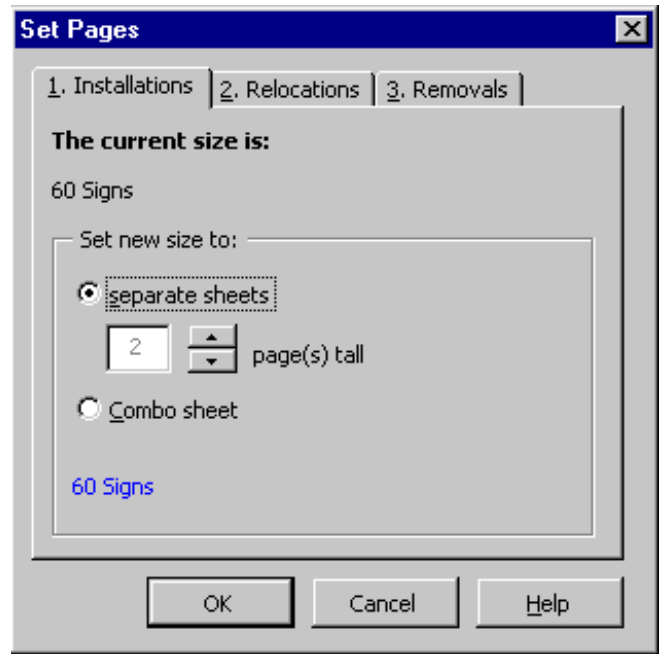 Set Pages
1. Installations 2. Relocations 3. Removals
The current size is:
60 Signs
Set new size to:
separate sheets
2 page(s) tall
Combo sheet
60 Signs
OK Cancel Help